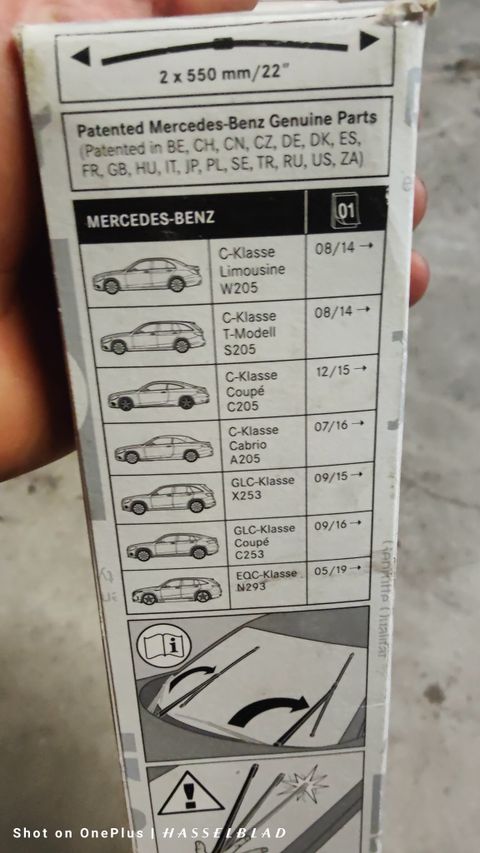 2 x 550 mm/22"
Patented Mercedes-Benz Genuine Parts
(Patented in BE, CH, CN, CZ, DE, DK, ES,
FR, GB, HU, IT, JP, PL, SE, TR, RU, US, ZA)
MERCEDES-BENZ 01
C-Klasse 08/14 →
Limousine
W205
C-Klasse 08/14 →
T-Modell
S205
C-Klasse 12/15 →
Coupé
C205
C-Klasse 07/16 →
Cabrio
A205
GLC-Klasse 09/15 →
X253
GLC-Klasse 09/16 →
Coupé
C253
EQC-Klasse 05/19 →
N293
i
Shot on OnePlus | HASSELBLAD